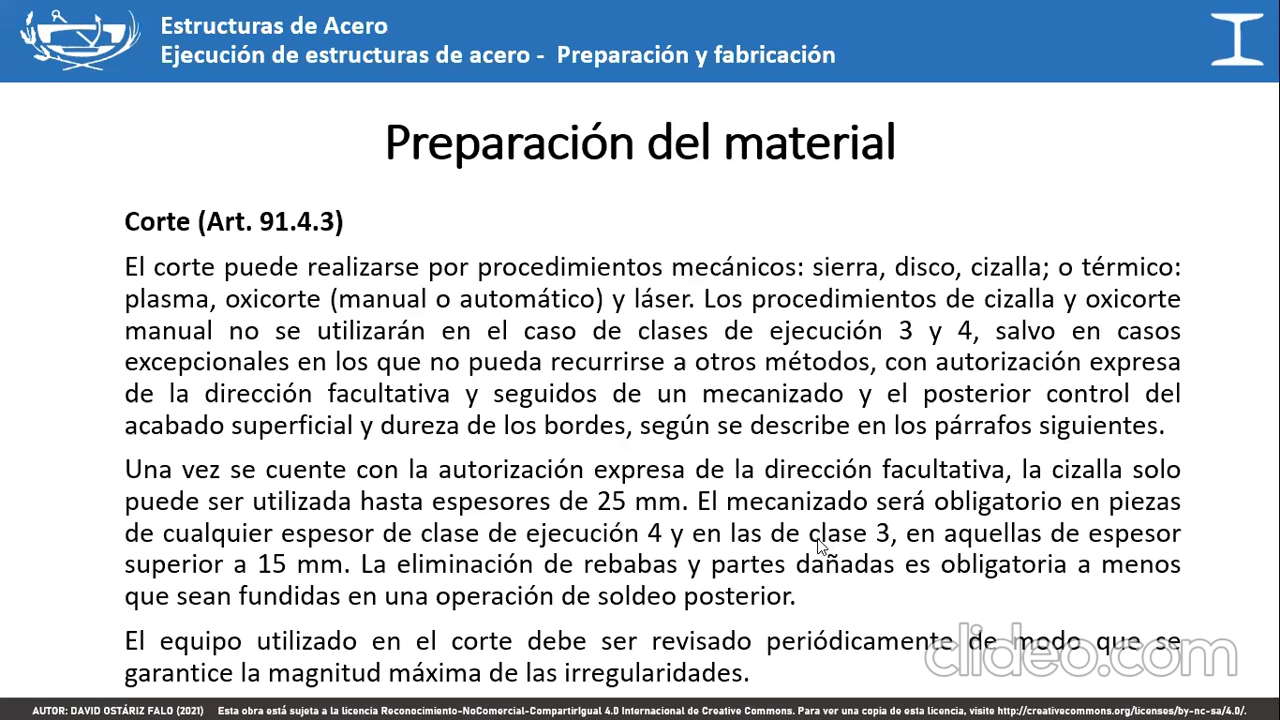 Estructuras de Acero
Ejecución de estructuras de acero - Preparación y fabricación
Preparación del material
Corte (Art. 91.4.3)
El corte puede realizarse por procedimientos mecánicos: sierra, disco, cizalla; o térmico:
plasma, oxicorte (manual o automático) y láser. Los procedimientos de cizalla y oxicorte
manual no se utilizarán en el caso de clases de ejecución 3 y 4, salvo en casos
excepcionales en los que no pueda recurrirse a otros métodos, con autorización expresa
de la dirección facultativa y seguidos de un mecanizado y el posterior control del
acabado superficial y dureza de los bordes, según se describe en los párrafos siguientes.
Una vez se cuente con la autorización expresa de la dirección facultativa, la cizalla solo
puede ser utilizada hasta espesores de 25 mm. El mecanizado será obligatorio en piezas
de cualquier espesor de clase de ejecución 4 y en las de clase 3, en aquellas de espesor
superior a 15 mm. La eliminación de rebabas y partes dañadas es obligatoria a menos
que sean fundidas en una operación de soldeo posterior.
El equipo utilizado en el corte debe ser revisado periódicamente de modo que se
garantice la magnitud máxima de las irregularidades.
clideo.com
AUTOR: DAVID OSTÁRIZ FALO (2021) Esta obra está sujeta a la licencia Reconocimiento-NoComercial-CompartirIgual 4.0 Internacional de Creative Commons. Para ver una copia de esta licencia, visite http://creativecommons.org/licenses/by-nc-sa/4.0/.